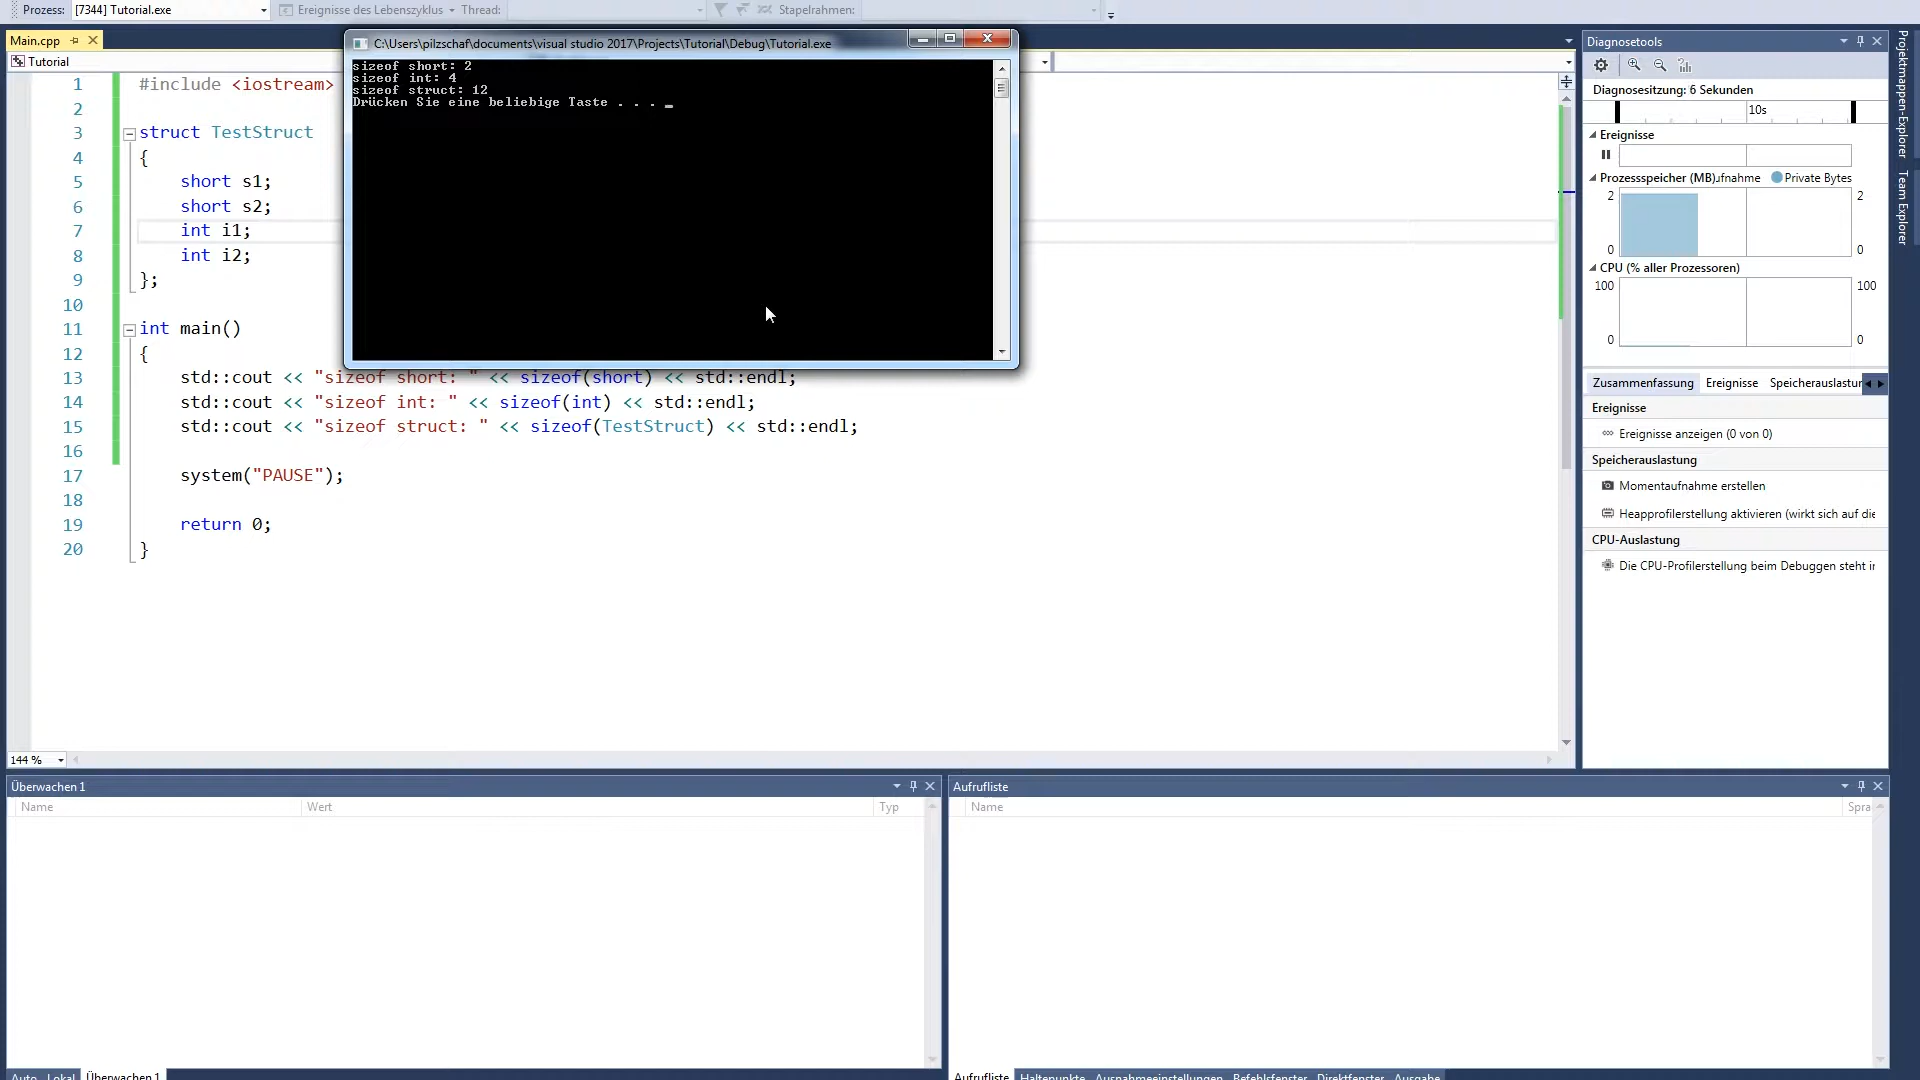 Prozess: [7344] Tutorial.exe Ereignisse des Lebenszyklus Thread: Stapelrahmen:
Main.cpp
Tutorial
C:\Users\pilzschaf\documents\visual studio 2017\Projects\Tutorial\Debug\Tutorial.exe
sizeof short: 2
sizeof int: 4
sizeof struct: 12
Drücken Sie eine beliebige Taste . . . _
1 #include <iostream>
2
3 struct TestStruct
4 {
5 short s1;
6 short s2;
7 int i1;
8 int i2;
9 };
10
11 int main()
12 {
13 std::cout << "sizeof short: " << sizeof(short) << std::endl;
14 std::cout << "sizeof int: " << sizeof(int) << std::endl;
15 std::cout << "sizeof struct: " << sizeof(TestStruct) << std::endl;
16
17 system("PAUSE");
18
19 return 0;
20 }
144 %
Diagnosetools
Diagnosesitzung: 6 Sekunden
10s
Ereignisse
Prozessspeicher (MB) Private Bytes
2 2
0 0
CPU (% aller Prozessoren)
100 100
0 0
Zusammenfassung Ereignisse Speicherauslastur
Ereignisse
Ereignisse anzeigen (0 von 0)
Speicherauslastung
Momentaufnahme erstellen
Heapprofilerstellung aktivieren (wirkt sich auf die
CPU-Auslastung
Die CPU-Profilerstellung beim Debuggen steht ir
Projektmappen-Explorer
Team Explorer
Überwachen 1
Name Wert Typ
Auto Lokal Überwachen 1
Aufrufliste
Name Spra
Aufrufliste Haltepunkte Ausnahmeeinstellungen Befehlsfenster Direktfenster Ausgabe